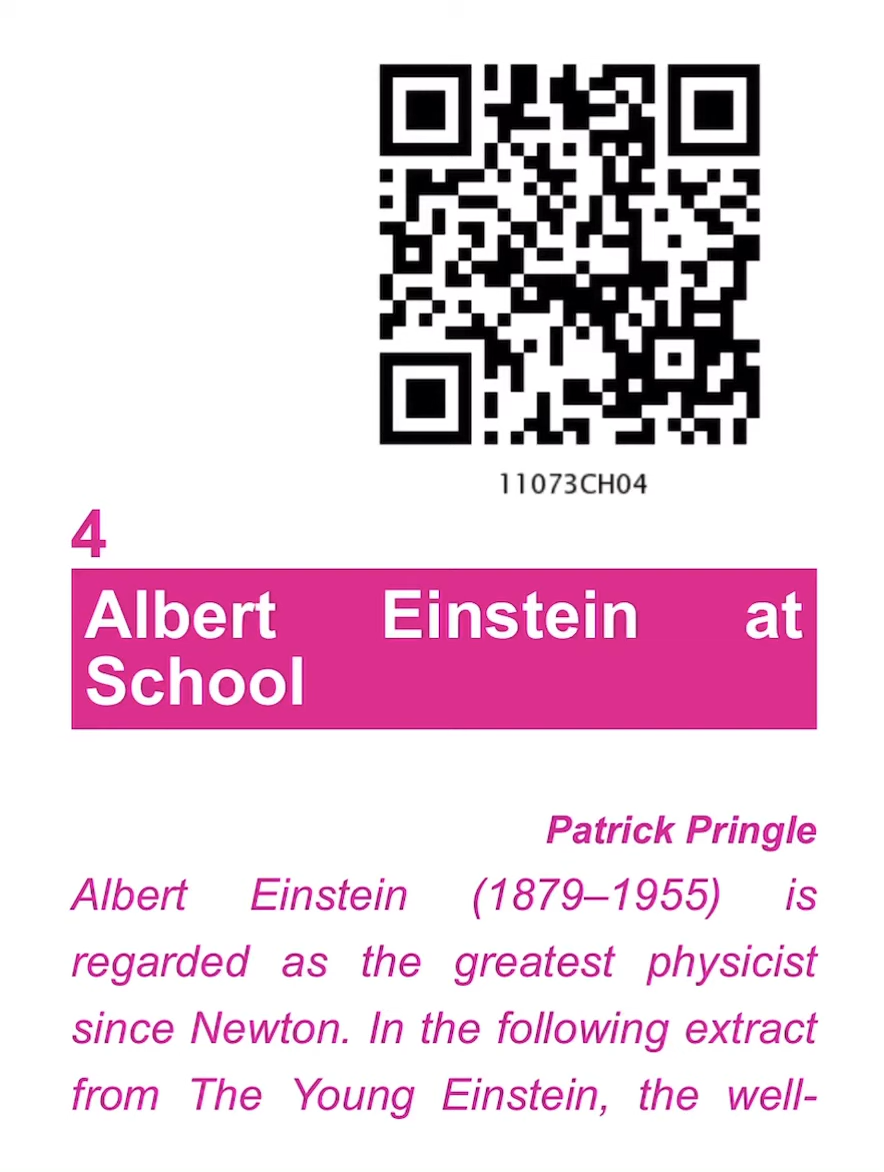 11073CH04
4
Albert Einstein at
School
Patrick Pringle
Albert Einstein (1879–1955) is
regarded as the greatest physicist
since Newton. In the following extract
from The Young Einstein, the well-